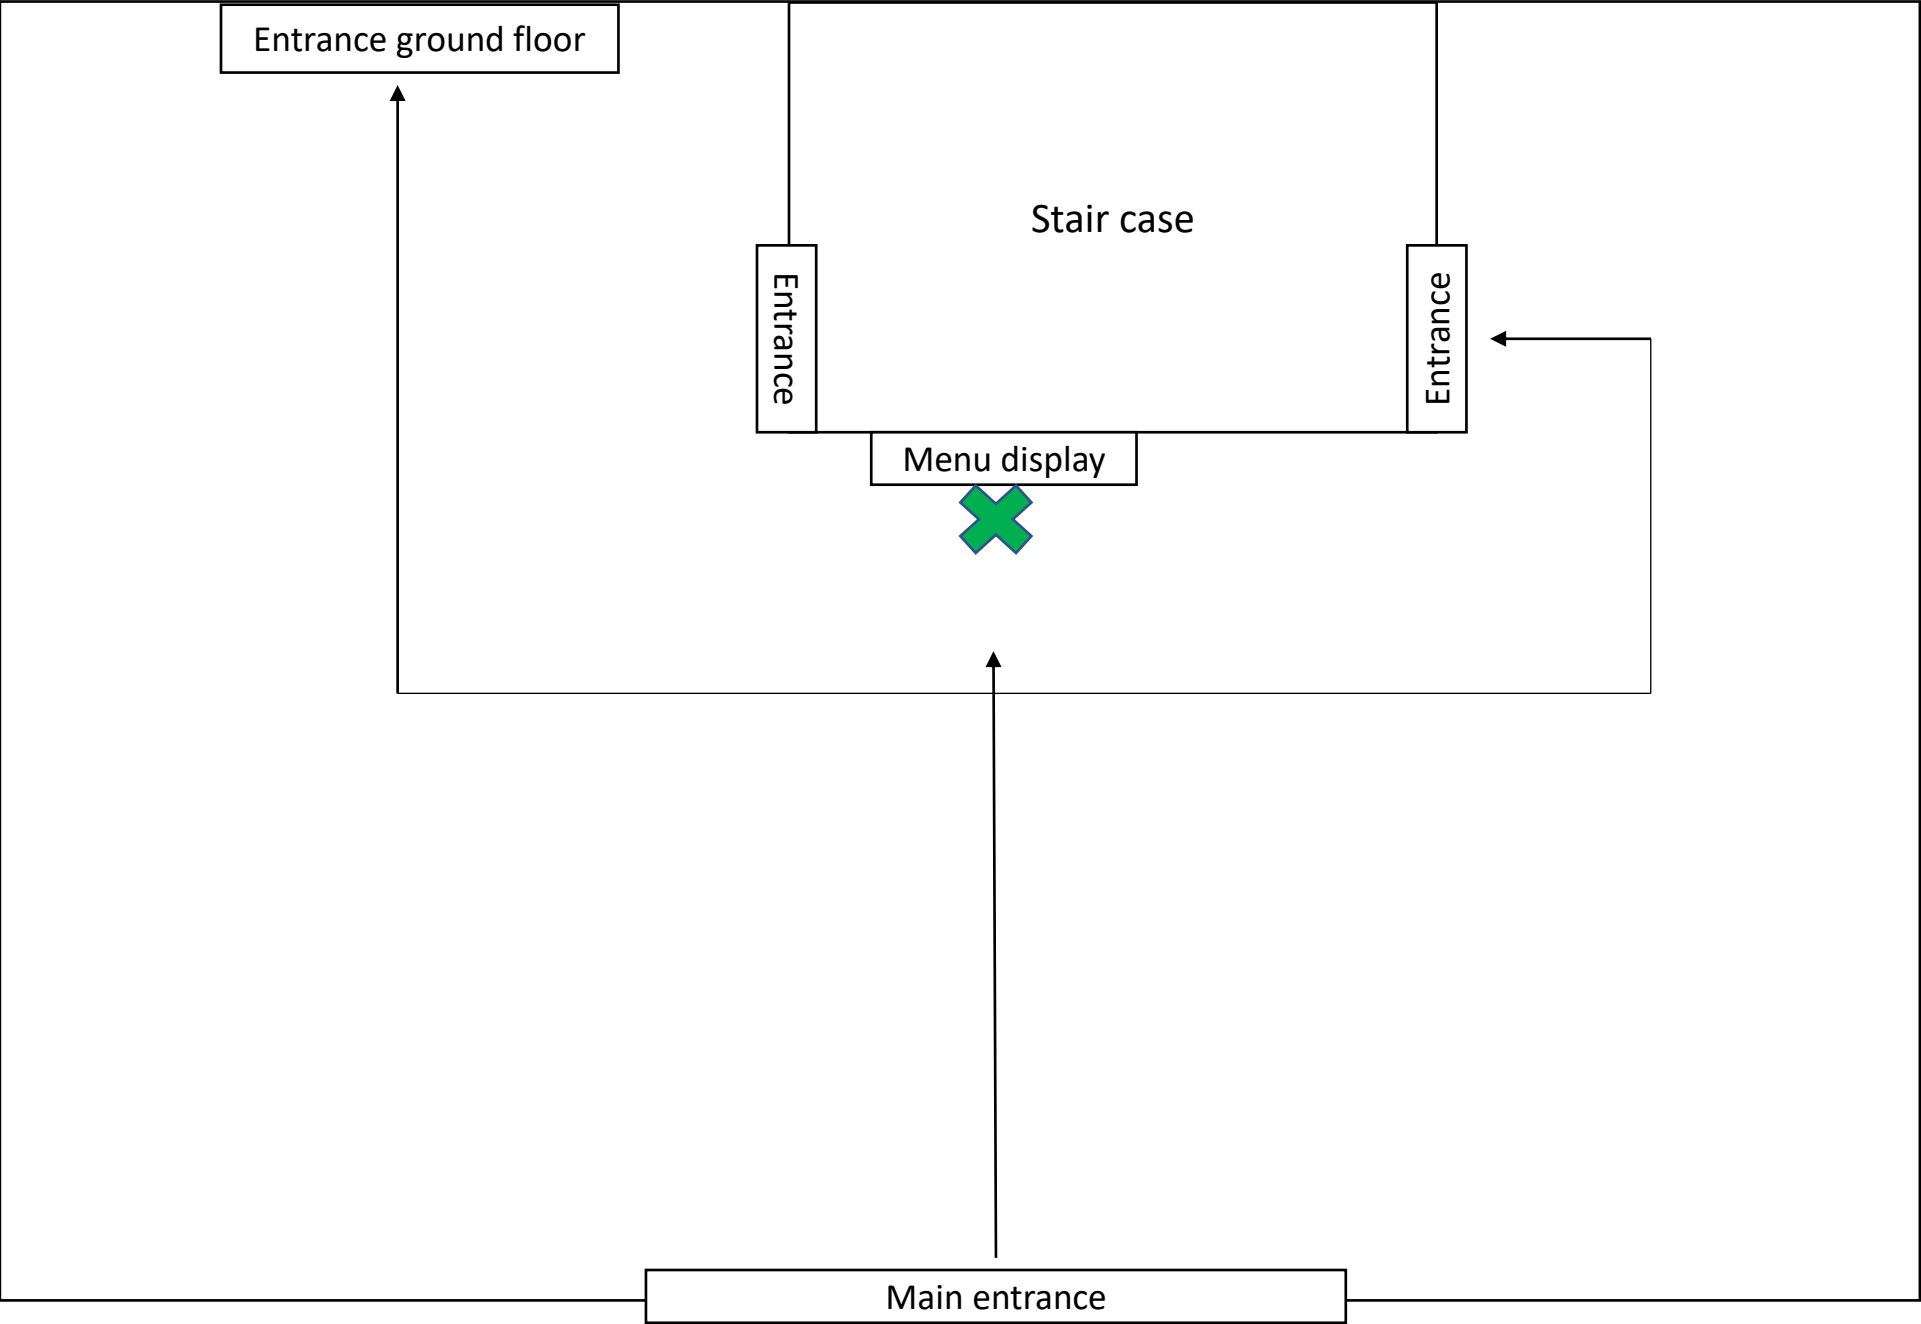 Entrance ground floor
Stair case
Entrance
Entrance
Menu display
Main entrance